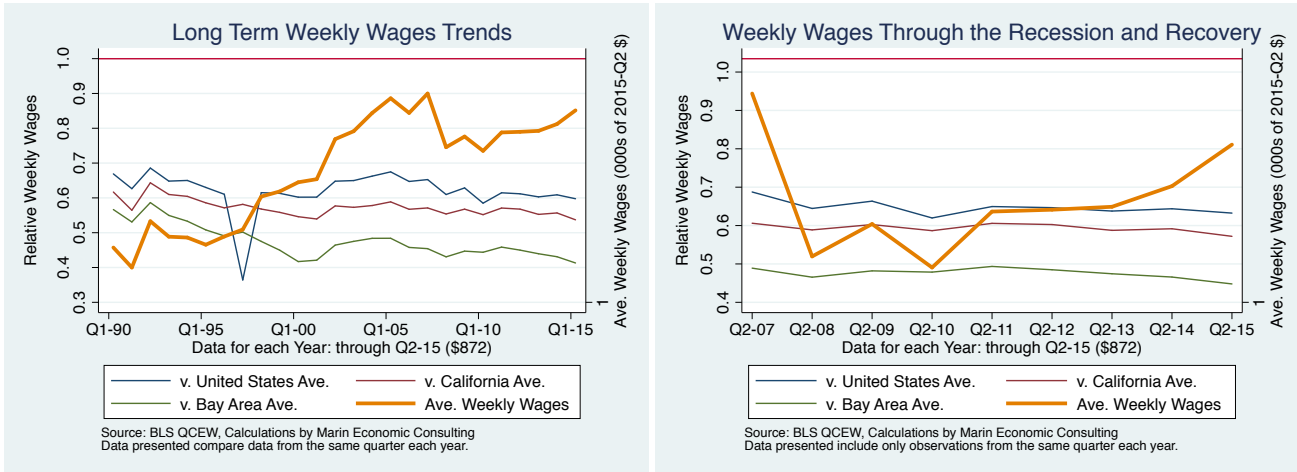 Long Term Weekly Wages Trends
Relative Weekly Wages
1.0
0.9
0.8
0.7
0.6
0.5
0.4
0.3
Ave. Weekly Wages (000s of 2015-Q2 $)
1
Q1-90 Q1-95 Q1-00 Q1-05 Q1-10 Q1-15
Data for each Year: through Q2-15 ($872)
v. United States Ave. v. California Ave.
v. Bay Area Ave. Ave. Weekly Wages
Source: BLS QCEW, Calculations by Marin Economic Consulting
Data presented compare data from the same quarter each year.
Weekly Wages Through the Recession and Recovery
Relative Weekly Wages
1.0
0.9
0.8
0.7
0.6
0.5
0.4
Ave. Weekly Wages (000s of 2015-Q2 $)
1
Q2-07 Q2-08 Q2-09 Q2-10 Q2-11 Q2-12 Q2-13 Q2-14 Q2-15
Data for each Year: through Q2-15 ($872)
v. United States Ave. v. California Ave.
v. Bay Area Ave. Ave. Weekly Wages
Source: BLS QCEW, Calculations by Marin Economic Consulting
Data presented include only observations from the same quarter each year.